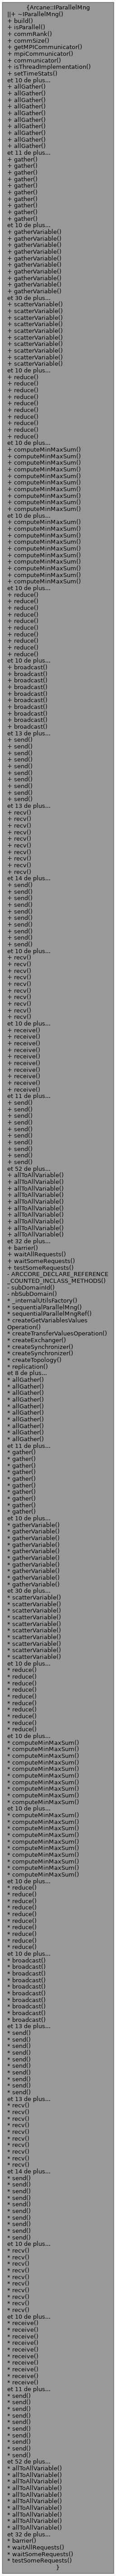 {Arcane::IParallelMng
||+ ~IParallelMng()
+ build()
+ isParallel()
+ commRank()
+ commSize()
+ getMPICommunicator()
+ mpiCommunicator()
+ communicator()
+ isThreadImplementation()
+ setTimeStats()
et 10 de plus...
+ allGather()
+ allGather()
+ allGather()
+ allGather()
+ allGather()
+ allGather()
+ allGather()
+ allGather()
+ allGather()
+ allGather()
et 11 de plus...
+ gather()
+ gather()
+ gather()
+ gather()
+ gather()
+ gather()
+ gather()
+ gather()
+ gather()
+ gather()
et 10 de plus...
+ gatherVariable()
+ gatherVariable()
+ gatherVariable()
+ gatherVariable()
+ gatherVariable()
+ gatherVariable()
+ gatherVariable()
+ gatherVariable()
+ gatherVariable()
+ gatherVariable()
et 30 de plus...
+ scatterVariable()
+ scatterVariable()
+ scatterVariable()
+ scatterVariable()
+ scatterVariable()
+ scatterVariable()
+ scatterVariable()
+ scatterVariable()
+ scatterVariable()
+ scatterVariable()
et 10 de plus...
+ reduce()
+ reduce()
+ reduce()
+ reduce()
+ reduce()
+ reduce()
+ reduce()
+ reduce()
+ reduce()
+ reduce()
et 10 de plus...
+ computeMinMaxSum()
+ computeMinMaxSum()
+ computeMinMaxSum()
+ computeMinMaxSum()
+ computeMinMaxSum()
+ computeMinMaxSum()
+ computeMinMaxSum()
+ computeMinMaxSum()
+ computeMinMaxSum()
+ computeMinMaxSum()
et 10 de plus...
+ computeMinMaxSum()
+ computeMinMaxSum()
+ computeMinMaxSum()
+ computeMinMaxSum()
+ computeMinMaxSum()
+ computeMinMaxSum()
+ computeMinMaxSum()
+ computeMinMaxSum()
+ computeMinMaxSum()
+ computeMinMaxSum()
et 10 de plus...
+ reduce()
+ reduce()
+ reduce()
+ reduce()
+ reduce()
+ reduce()
+ reduce()
+ reduce()
+ reduce()
+ reduce()
et 10 de plus...
+ broadcast()
+ broadcast()
+ broadcast()
+ broadcast()
+ broadcast()
+ broadcast()
+ broadcast()
+ broadcast()
+ broadcast()
+ broadcast()
et 13 de plus...
+ send()
+ send()
+ send()
+ send()
+ send()
+ send()
+ send()
+ send()
+ send()
+ send()
et 13 de plus...
+ recv()
+ recv()
+ recv()
+ recv()
+ recv()
+ recv()
+ recv()
+ recv()
+ recv()
+ recv()
et 14 de plus...
+ send()
+ send()
+ send()
+ send()
+ send()
+ send()
+ send()
+ send()
+ send()
+ send()
et 10 de plus...
+ recv()
+ recv()
+ recv()
+ recv()
+ recv()
+ recv()
+ recv()
+ recv()
+ recv()
+ recv()
et 10 de plus...
+ receive()
+ receive()
+ receive()
+ receive()
+ receive()
+ receive()
+ receive()
+ receive()
+ receive()
+ receive()
et 11 de plus...
+ send()
+ send()
+ send()
+ send()
+ send()
+ send()
+ send()
+ send()
+ send()
+ send()
et 52 de plus...
+ allToAllVariable()
+ allToAllVariable()
+ allToAllVariable()
+ allToAllVariable()
+ allToAllVariable()
+ allToAllVariable()
+ allToAllVariable()
+ allToAllVariable()
+ allToAllVariable()
+ allToAllVariable()
et 32 de plus...
+ barrier()
+ waitAllRequests()
+ waitSomeRequests()
+ testSomeRequests()
- ARCCORE_DECLARE_REFERENCE
_COUNTED_INCLASS_METHODS()
- subDomainId()
- nbSubDomain()
* _internalUtilsFactory()
* sequentialParallelMng()
* sequentialParallelMngRef()
* createGetVariablesValues
Operation()
* createTransferValuesOperation()
* createExchanger()
* createSynchronizer()
* createSynchronizer()
* createTopology()
* replication()
et 8 de plus...
* allGather()
* allGather()
* allGather()
* allGather()
* allGather()
* allGather()
* allGather()
* allGather()
* allGather()
* allGather()
et 11 de plus...
* gather()
* gather()
* gather()
* gather()
* gather()
* gather()
* gather()
* gather()
* gather()
* gather()
et 10 de plus...
* gatherVariable()
* gatherVariable()
* gatherVariable()
* gatherVariable()
* gatherVariable()
* gatherVariable()
* gatherVariable()
* gatherVariable()
* gatherVariable()
* gatherVariable()
et 30 de plus...
* scatterVariable()
* scatterVariable()
* scatterVariable()
* scatterVariable()
* scatterVariable()
* scatterVariable()
* scatterVariable()
* scatterVariable()
* scatterVariable()
* scatterVariable()
et 10 de plus...
* reduce()
* reduce()
* reduce()
* reduce()
* reduce()
* reduce()
* reduce()
* reduce()
* reduce()
* reduce()
et 10 de plus...
* computeMinMaxSum()
* computeMinMaxSum()
* computeMinMaxSum()
* computeMinMaxSum()
* computeMinMaxSum()
* computeMinMaxSum()
* computeMinMaxSum()
* computeMinMaxSum()
* computeMinMaxSum()
* computeMinMaxSum()
et 10 de plus...
* computeMinMaxSum()
* computeMinMaxSum()
* computeMinMaxSum()
* computeMinMaxSum()
* computeMinMaxSum()
* computeMinMaxSum()
* computeMinMaxSum()
* computeMinMaxSum()
* computeMinMaxSum()
* computeMinMaxSum()
et 10 de plus...
* reduce()
* reduce()
* reduce()
* reduce()
* reduce()
* reduce()
* reduce()
* reduce()
* reduce()
* reduce()
et 10 de plus...
* broadcast()
* broadcast()
* broadcast()
* broadcast()
* broadcast()
* broadcast()
* broadcast()
* broadcast()
* broadcast()
* broadcast()
et 13 de plus...
* send()
* send()
* send()
* send()
* send()
* send()
* send()
* send()
* send()
* send()
et 13 de plus...
* recv()
* recv()
* recv()
* recv()
* recv()
* recv()
* recv()
* recv()
* recv()
* recv()
et 14 de plus...
* send()
* send()
* send()
* send()
* send()
* send()
* send()
* send()
* send()
* send()
et 10 de plus...
* recv()
* recv()
* recv()
* recv()
* recv()
* recv()
* recv()
* recv()
* recv()
* recv()
et 10 de plus...
* receive()
* receive()
* receive()
* receive()
* receive()
* receive()
* receive()
* receive()
* receive()
* receive()
et 11 de plus...
* send()
* send()
* send()
* send()
* send()
* send()
* send()
* send()
* send()
* send()
et 52 de plus...
* allToAllVariable()
* allToAllVariable()
* allToAllVariable()
* allToAllVariable()
* allToAllVariable()
* allToAllVariable()
* allToAllVariable()
* allToAllVariable()
* allToAllVariable()
* allToAllVariable()
et 32 de plus...
* barrier()
* waitAllRequests()
* waitSomeRequests()
* testSomeRequests()
}